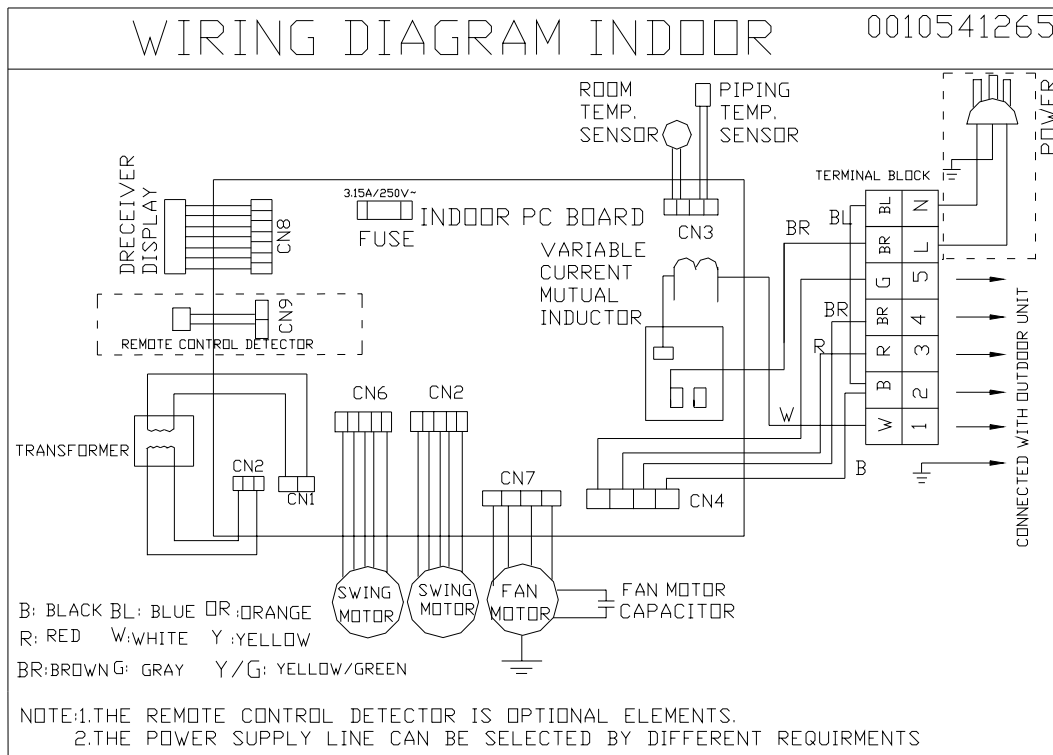 WIRING DIAGRAM INDOOR
0010541265
ROOM
TEMP.
SENSOR
PIPING
TEMP.
SENSOR
POWER
DRECEIVER
DISPLAY
CN8
3.15A/250V~
FUSE
INDOOR PC BOARD
CN3
TERMINAL BLOCK
BL
BR
VARIABLE
CURRENT
MUTUAL
INDUCTOR
BL N
BR L
G 5
BR 4
R 3
B 2
W 1
BR
R
W
B
CONNECTED WITH OUTDOOR UNIT
CN9
REMOTE CONTROL DETECTOR
TRANSFORMER
CN2
CN1
CN6
CN2
CN7
CN4
SWING
MOTOR
SWING
MOTOR
FAN
MOTOR
FAN MOTOR
CAPACITOR
B: BLACK BL: BLUE OR :ORANGE
R: RED W:WHITE Y :YELLOW
BR:BROWN G: GRAY Y/G: YELLOW/GREEN
NOTE:1.THE REMOTE CONTROL DETECTOR IS OPTIONAL ELEMENTS.
2.THE POWER SUPPLY LINE CAN BE SELECTED BY DIFFERENT REQUIRMENTS